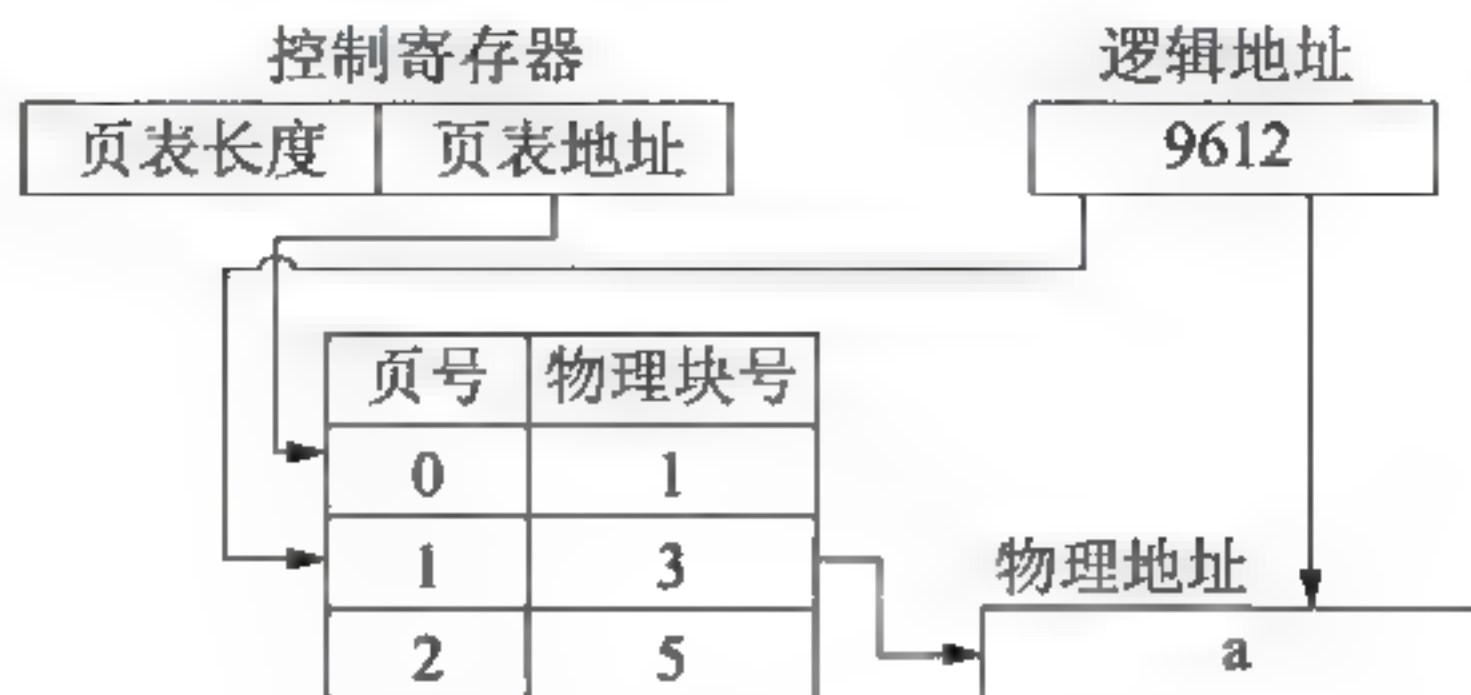 控制寄存器
逻辑地址
页表长度 页表地址
9612
页号 物理块号
0 1
1 3
2 5
物理地址
a